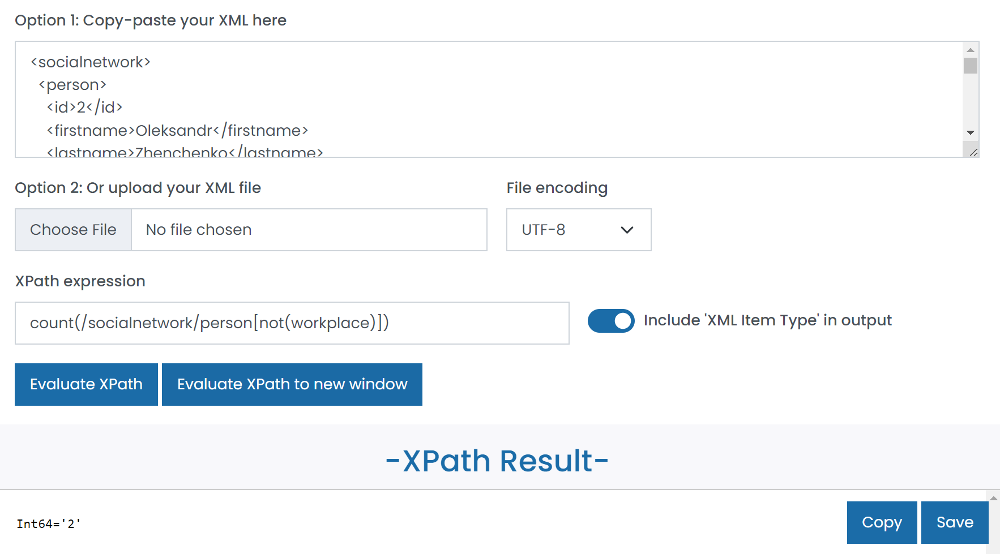 Option 1: Copy-paste your XML here
<socialnetwork>
<person>
<id>2</id>
<firstname>Oleksandr</firstname>
<lastname>Zhenchenko</lastname>
Option 2: Or upload your XML file
File encoding
Choose File No file chosen
UTF-8
XPath expression
count(/socialnetwork/person[not(workplace)])
Include 'XML Item Type' in output
Evaluate XPath
Evaluate XPath to new window
-XPath Result-
Int64='2'
Copy
Save